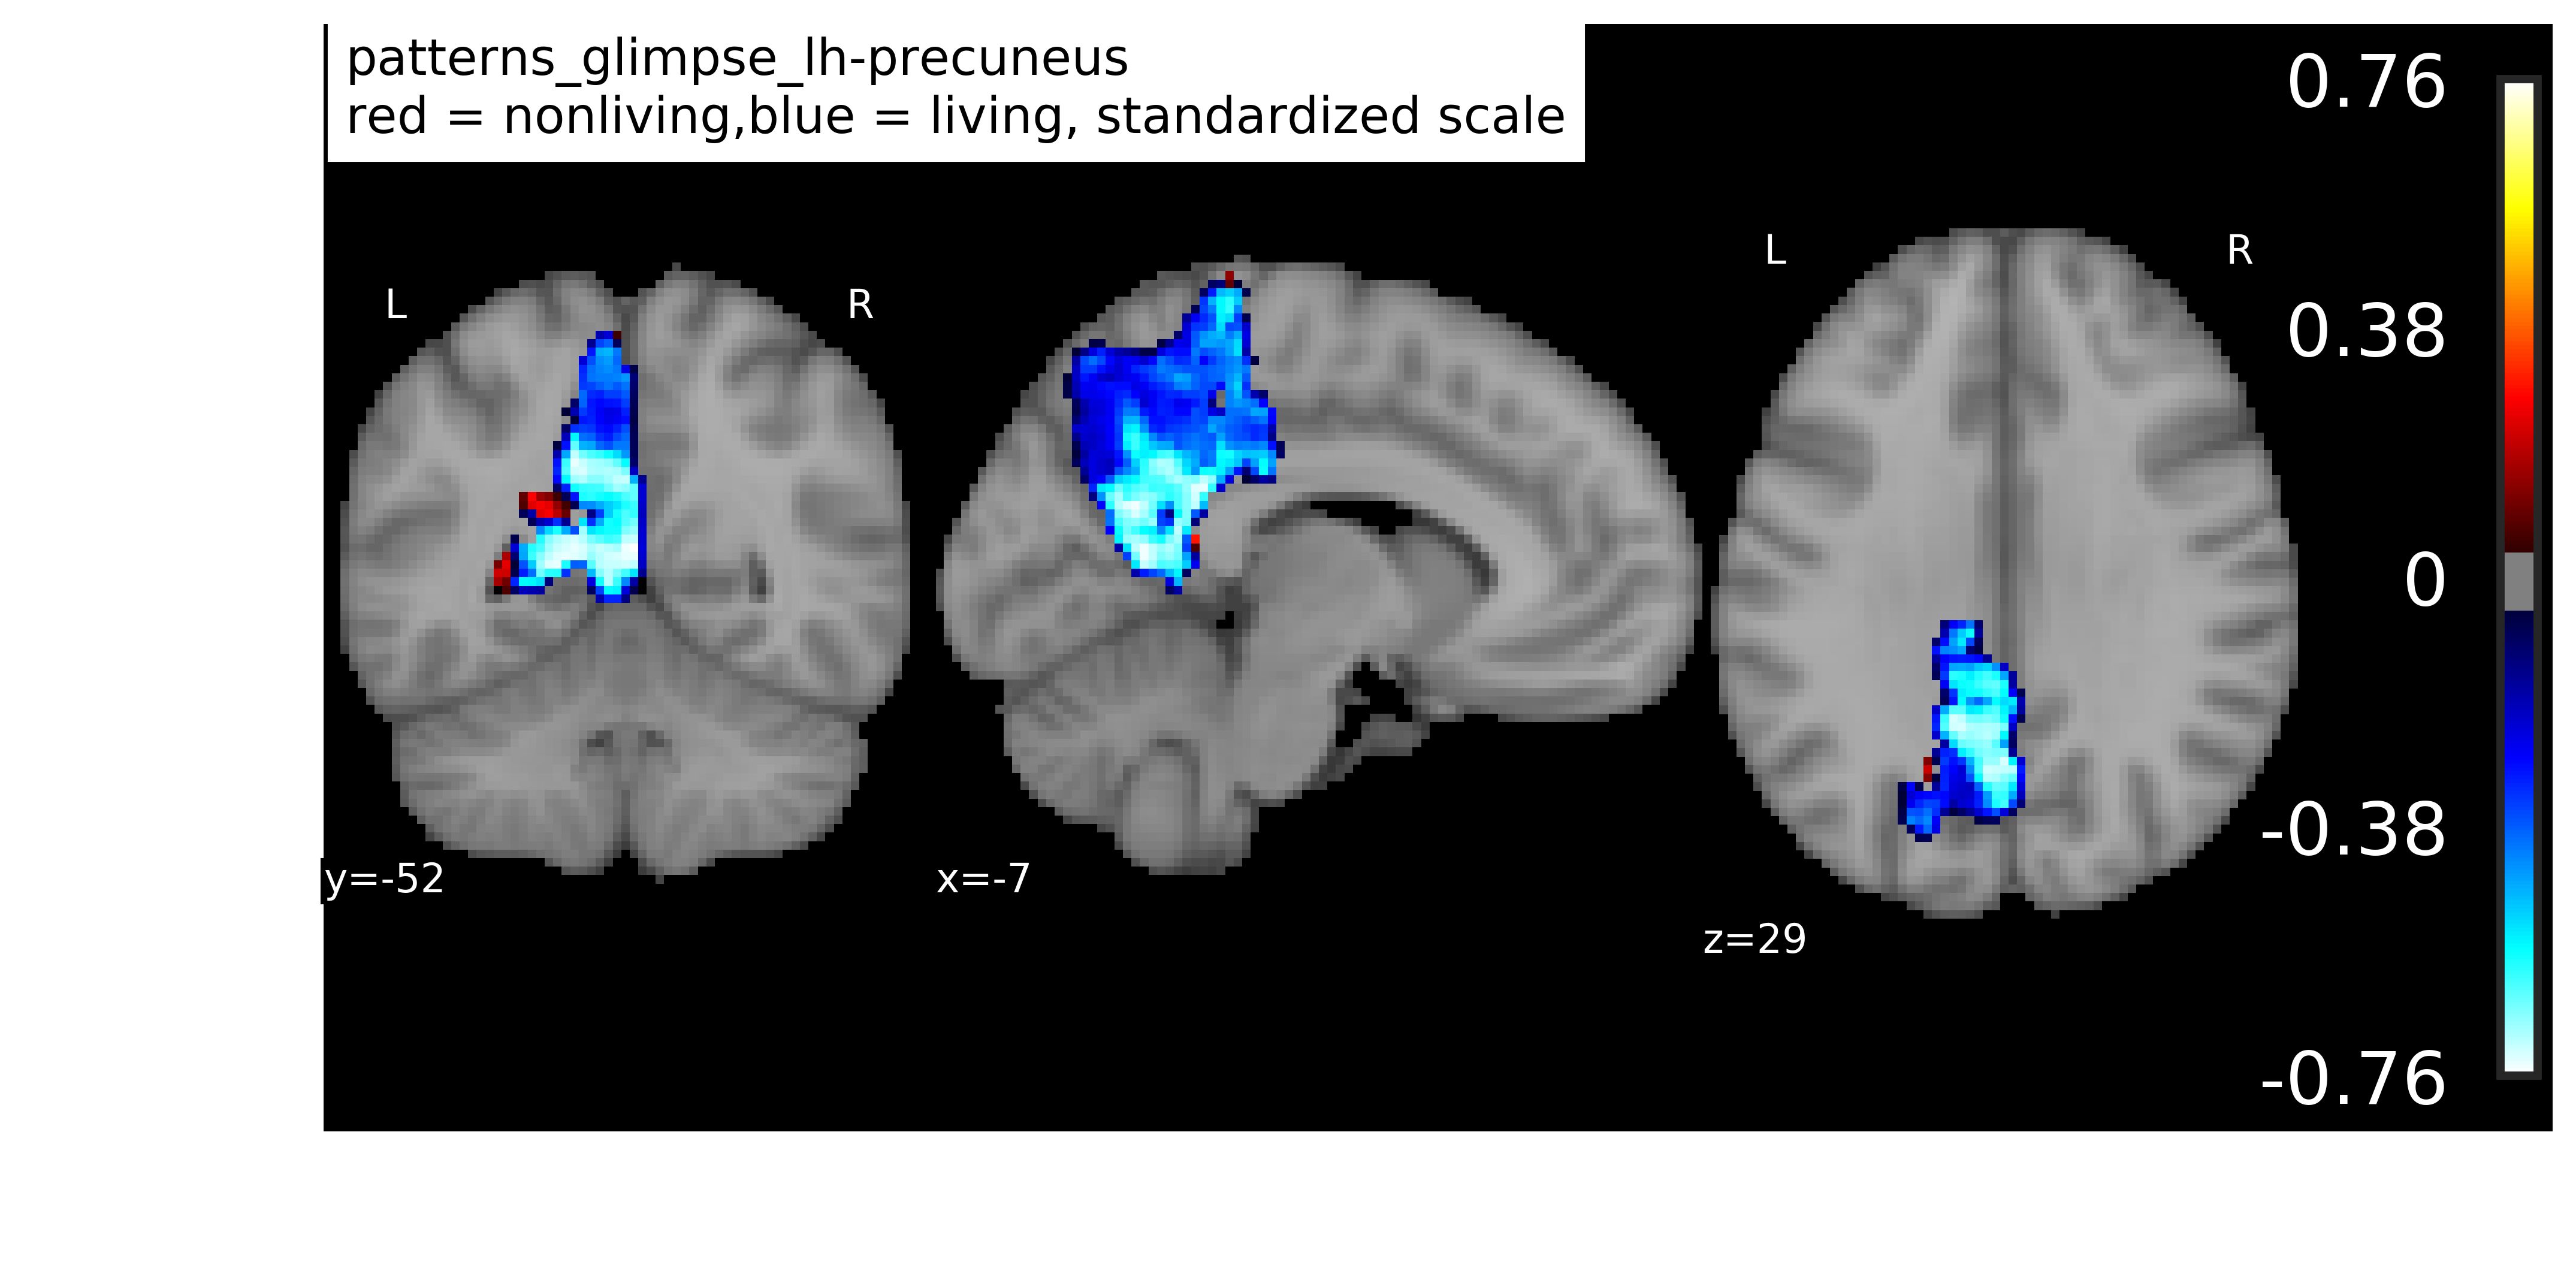 patterns_glimpse_lh-precuneus
red = nonliving,blue = living, standardized scale
0.76
0.38
0
-0.38
-0.76
L R
L R
y=-52
x=-7
z=29